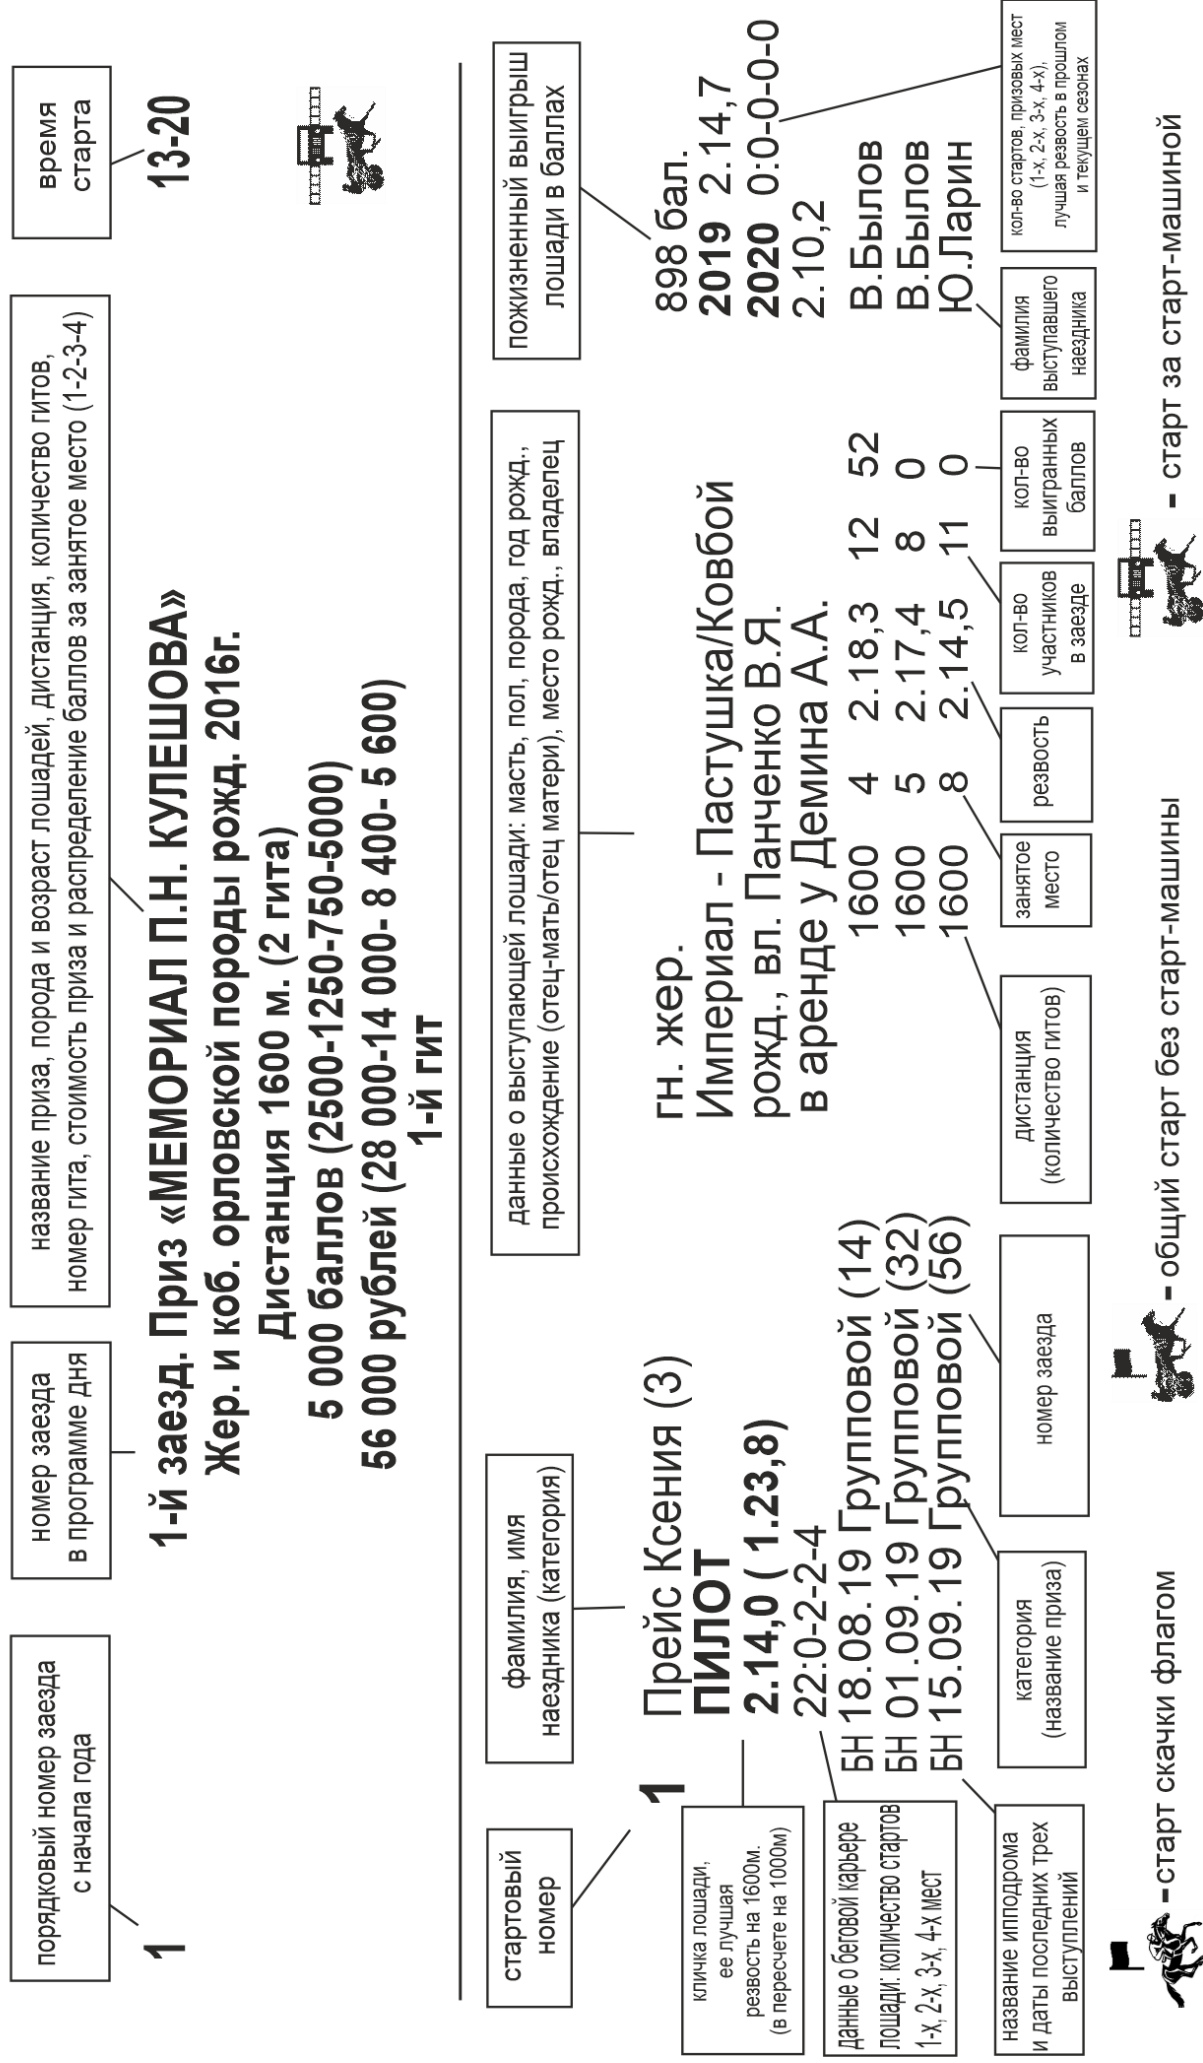 порядковый номер заезда
с начала года
номер заезда
в программе дня
название приза, порода и возраст лошадей, дистанция, количество гитов,
номер гита, стоимость приза и распределение баллов за занятое место (1-2-3-4)
время
старта
1
1-й заезд. Приз «МЕМОРИАЛ П.Н. КУЛЕШОВА»
13-20
Жер. и коб. орловской породы рожд. 2016г.
Дистанция 1600 м. (2 гита)
5 000 баллов (2500-1250-750-5000)
56 000 рублей (28 000-14 000- 8 400- 5 600)
1-й гит
стартовый
номер
фамилия, имя
наездника (категория)
данные о выступающей лошади: масть, пол, порода, год рожд.,
происхождение (отец-мать/отец матери), место рожд., владелец
пожизненный выигрыш
лошади в баллах
1
Прейс Ксения (3)
гн. жер.
898 бал.
ПИЛОТ
Империал - Пастушка/Ковбой
2019 2.14,7
2.14,0 ( 1.23,8)
рожд., вл. Панченко В.Я.
2020 0:0-0-0-0
22:0-2-2-4
в аренде у Демина А.А.
2.10,2
БН 18.08.19 Групповой (14) 1600 4 2.18,3 12 52 В.Былов
БН 01.09.19 Групповой (32) 1600 5 2.17,4 8 0 В.Былов
БН 15.09.19 Групповой (56) 1600 8 2.14,5 11 0 Ю.Ларин
кличка лошади,
ее лучшая
резвость на 1600м.
(в пересчете на 1000м)
данные о беговой карьере
лошади: количество стартов
1-х, 2-х, 3-х, 4-х мест
название ипподрома
и даты последних трех
выступлений
категория
(название приза)
номер заезда
дистанция
(количество гитов)
занятое
место
резвость
кол-во
участников
в заезде
кол-во
выигранных
баллов
фамилия
выступавшего
наездника
кол-во стартов, призовых мест
(1-х, 2-х, 3-х, 4-х),
лучшая резвость в прошлом
и текущем сезонах
- старт скачки флагом
- общий старт без старт-машины
- старт за старт-машиной